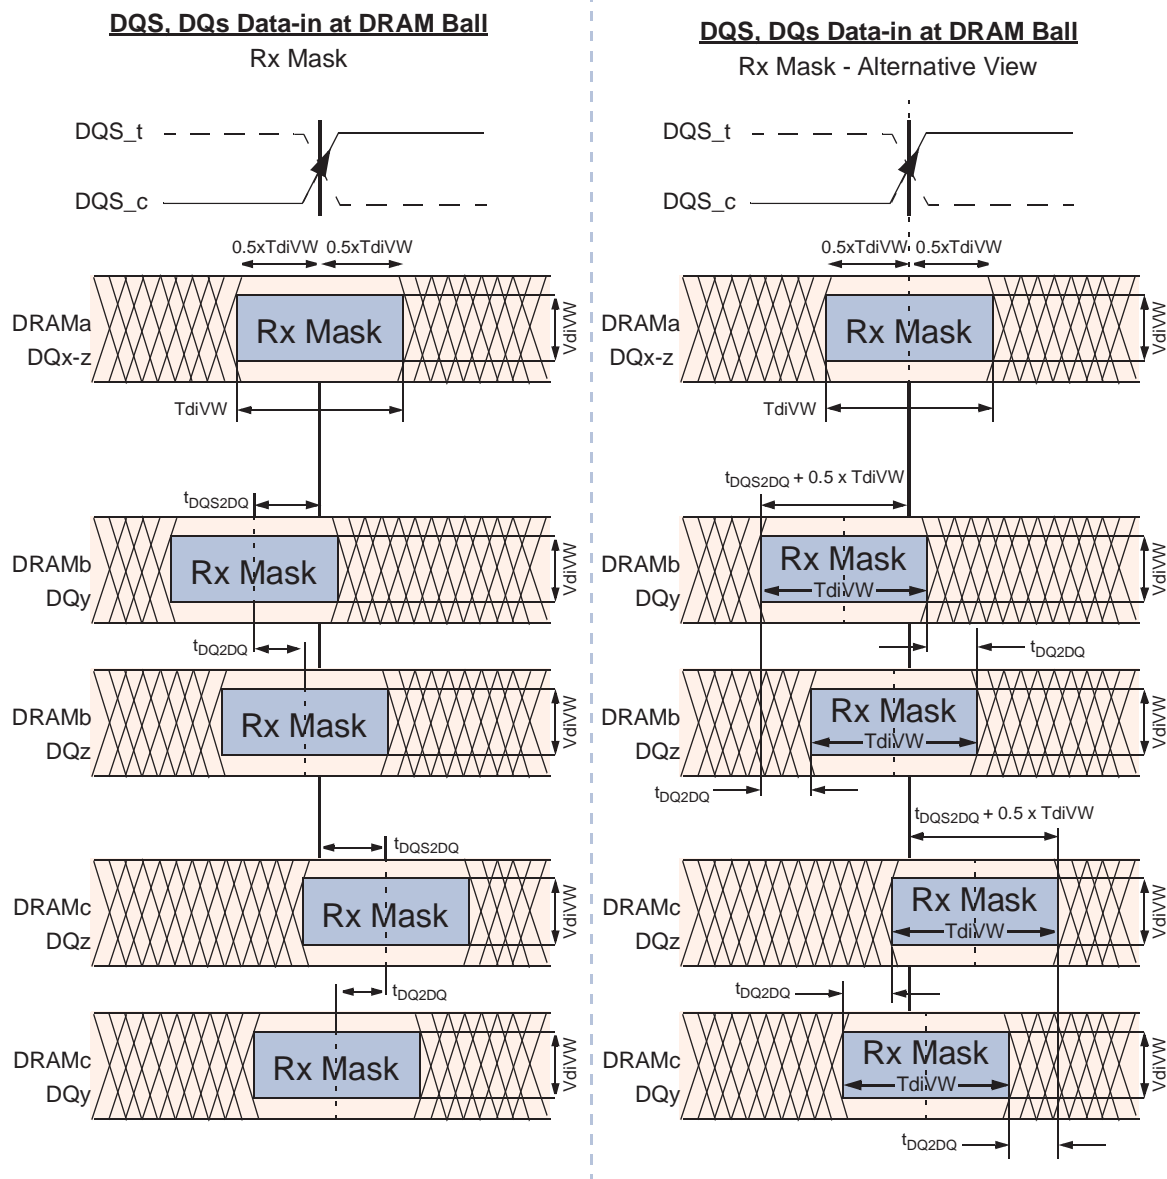 DQS, DQs Data-in at DRAM Ball
Rx Mask
DQS_t
DQS_c
0.5xTdiVW 0.5xTdiVW
DRAMa
DQx-z
Rx Mask
VdiVW
TdiVW
tDQS2DQ
DRAMb
DQy
Rx Mask
VdiVW
tDQ2DQ
DRAMb
DQz
Rx Mask
VdiVW
tDQS2DQ
DRAMc
DQz
Rx Mask
VdiVW
tDQ2DQ
DRAMc
DQy
Rx Mask
VdiVW
DQS, DQs Data-in at DRAM Ball
Rx Mask - Alternative View
DQS_t
DQS_c
0.5xTdiVW 0.5xTdiVW
DRAMa
DQx-z
Rx Mask
VdiVW
TdiVW
tDQS2DQ + 0.5 x TdiVW
DRAMb
DQy
Rx Mask
TdiVW
VdiVW
tDQ2DQ
DRAMb
DQz
Rx Mask
TdiVW
VdiVW
tDQ2DQ
tDQS2DQ + 0.5 x TdiVW
DRAMc
DQz
Rx Mask
TdiVW
VdiVW
tDQ2DQ
DRAMc
DQy
Rx Mask
TdiVW
VdiVW
tDQ2DQ